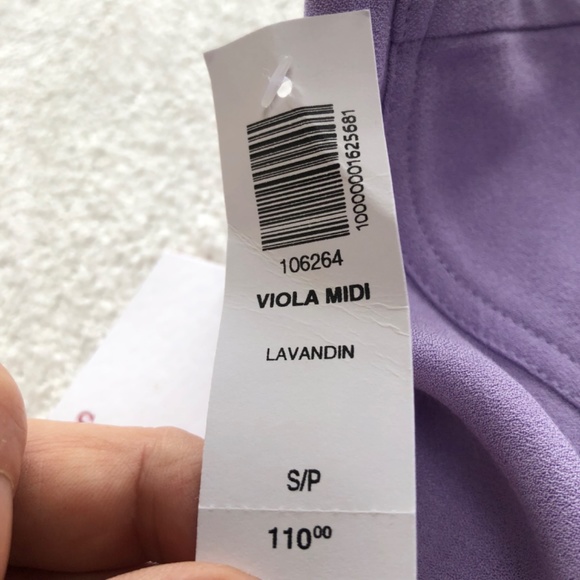 10000001625681
106264
VIOLA MIDI
LAVANDIN
S/P
110⁰⁰